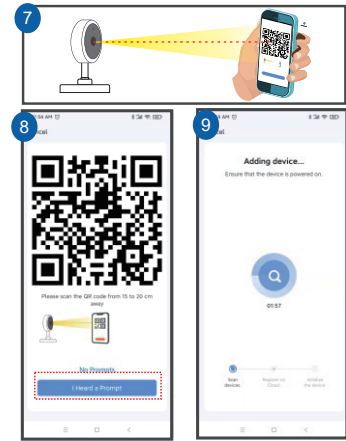 7
8
9
Please scan the QR code from 15 to 20 cm
away
No Prompts
I Heard a Prompt
Adding device...
Ensure that the device is powered on.
01:57
Scan
devices.
Register on
Cloud.
Initialize
the device.